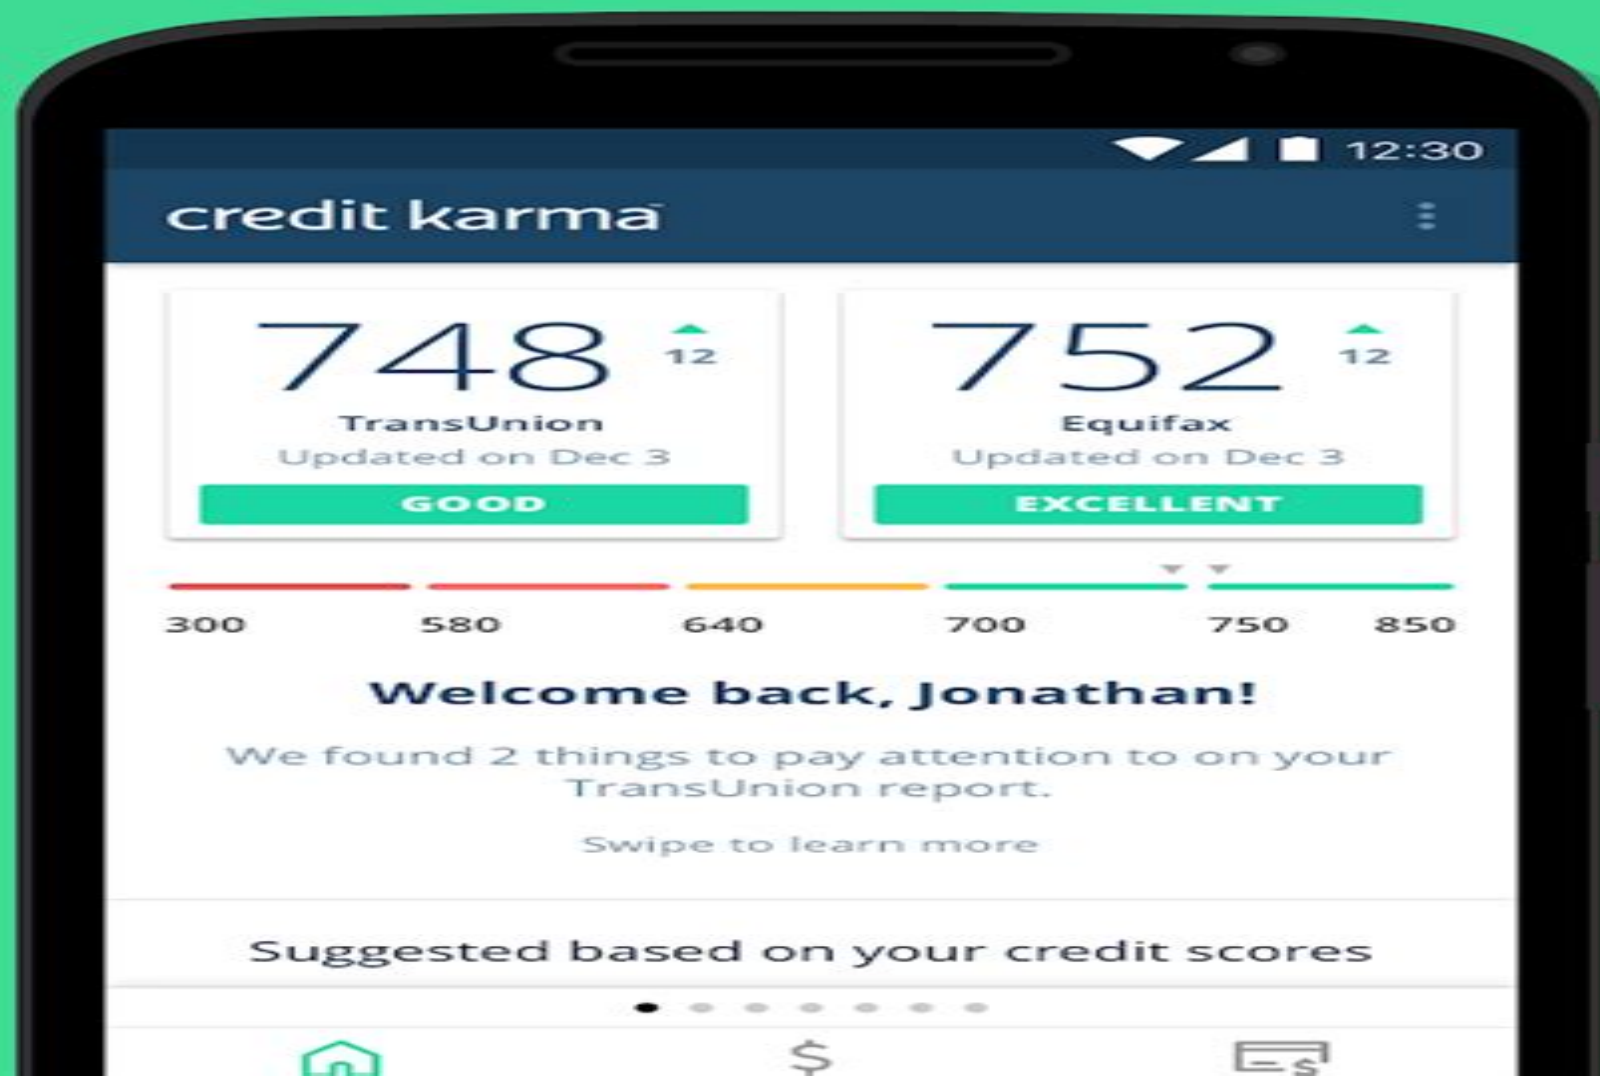 12:30
credit karma
748 12
TransUnion
Updated on Dec 3
GOOD
752 12
Equifax
Updated on Dec 3
EXCELLENT
300 580 640 700 750 850
Welcome back, Jonathan!
We found 2 things to pay attention to on your
TransUnion report.
Swipe to learn more
Suggested based on your credit scores
$
$